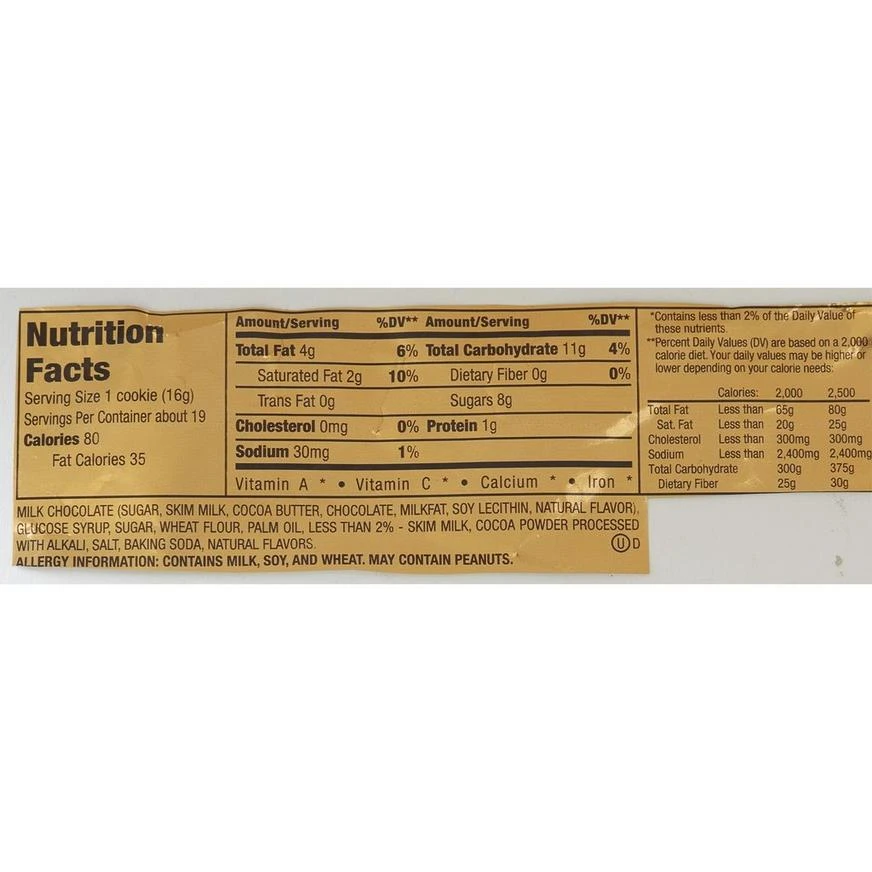 Nutrition
Facts
Serving Size 1 cookie (16g)
Servings Per Container about 19
Calories 80
Fat Calories 35
Amount/Serving %DV** Amount/Serving %DV**
Total Fat 4g 6% Total Carbohydrate 11g 4%
Saturated Fat 2g 10% Dietary Fiber 0g 0%
Trans Fat 0g Sugars 8g
Cholesterol 0mg 0% Protein 1g
Sodium 30mg 1%
Vitamin A * • Vitamin C * • Calcium * • Iron *
*Contains less than 2% of the Daily Value of
these nutrients.
**Percent Daily Values (DV) are based on a 2,000
calorie diet. Your daily values may be higher or
lower depending on your calorie needs:
Calories: 2,000 2,500
Total Fat Less than 65g 80g
Sat. Fat Less than 20g 25g
Cholesterol Less than 300mg 300mg
Sodium Less than 2,400mg 2,400mg
Total Carbohydrate 300g 375g
Dietary Fiber 25g 30g
MILK CHOCOLATE (SUGAR, SKIM MILK, COCOA BUTTER, CHOCOLATE, MILKFAT, SOY LECITHIN, NATURAL FLAVOR),
GLUCOSE SYRUP, SUGAR, WHEAT FLOUR, PALM OIL, LESS THAN 2% - SKIM MILK, COCOA POWDER PROCESSED
WITH ALKALI, SALT, BAKING SODA, NATURAL FLAVORS.
Ⓤ D
ALLERGY INFORMATION: CONTAINS MILK, SOY, AND WHEAT. MAY CONTAIN PEANUTS.